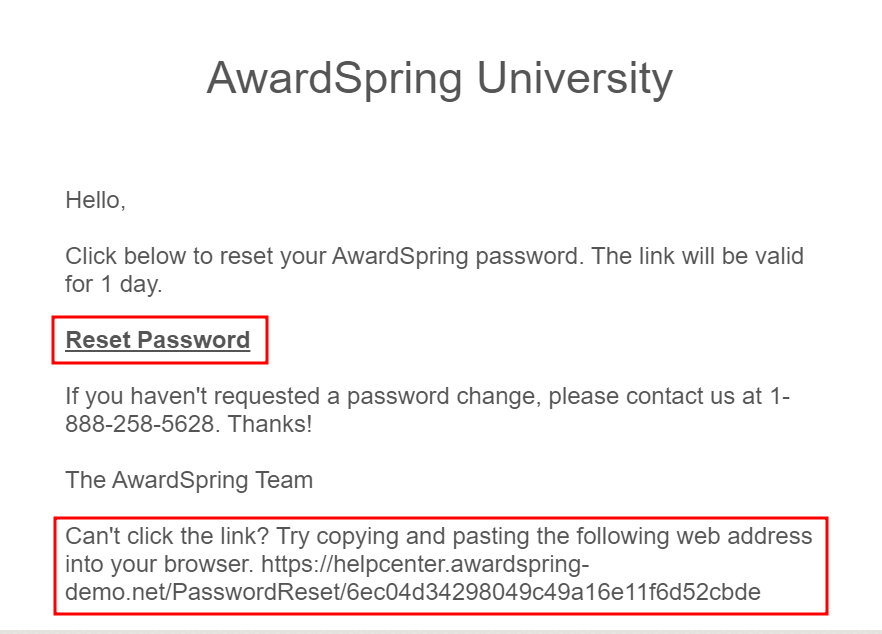 AwardSpring University
Hello,
Click below to reset your AwardSpring password. The link will be valid
for 1 day.
Reset Password
If you haven't requested a password change, please contact us at 1-
888-258-5628. Thanks!
The AwardSpring Team
Can't click the link? Try copying and pasting the following web address
into your browser. https://helpcenter.awardspring-
demo.net/PasswordReset/6ec04d34298049c49a16e11f6d52cbde